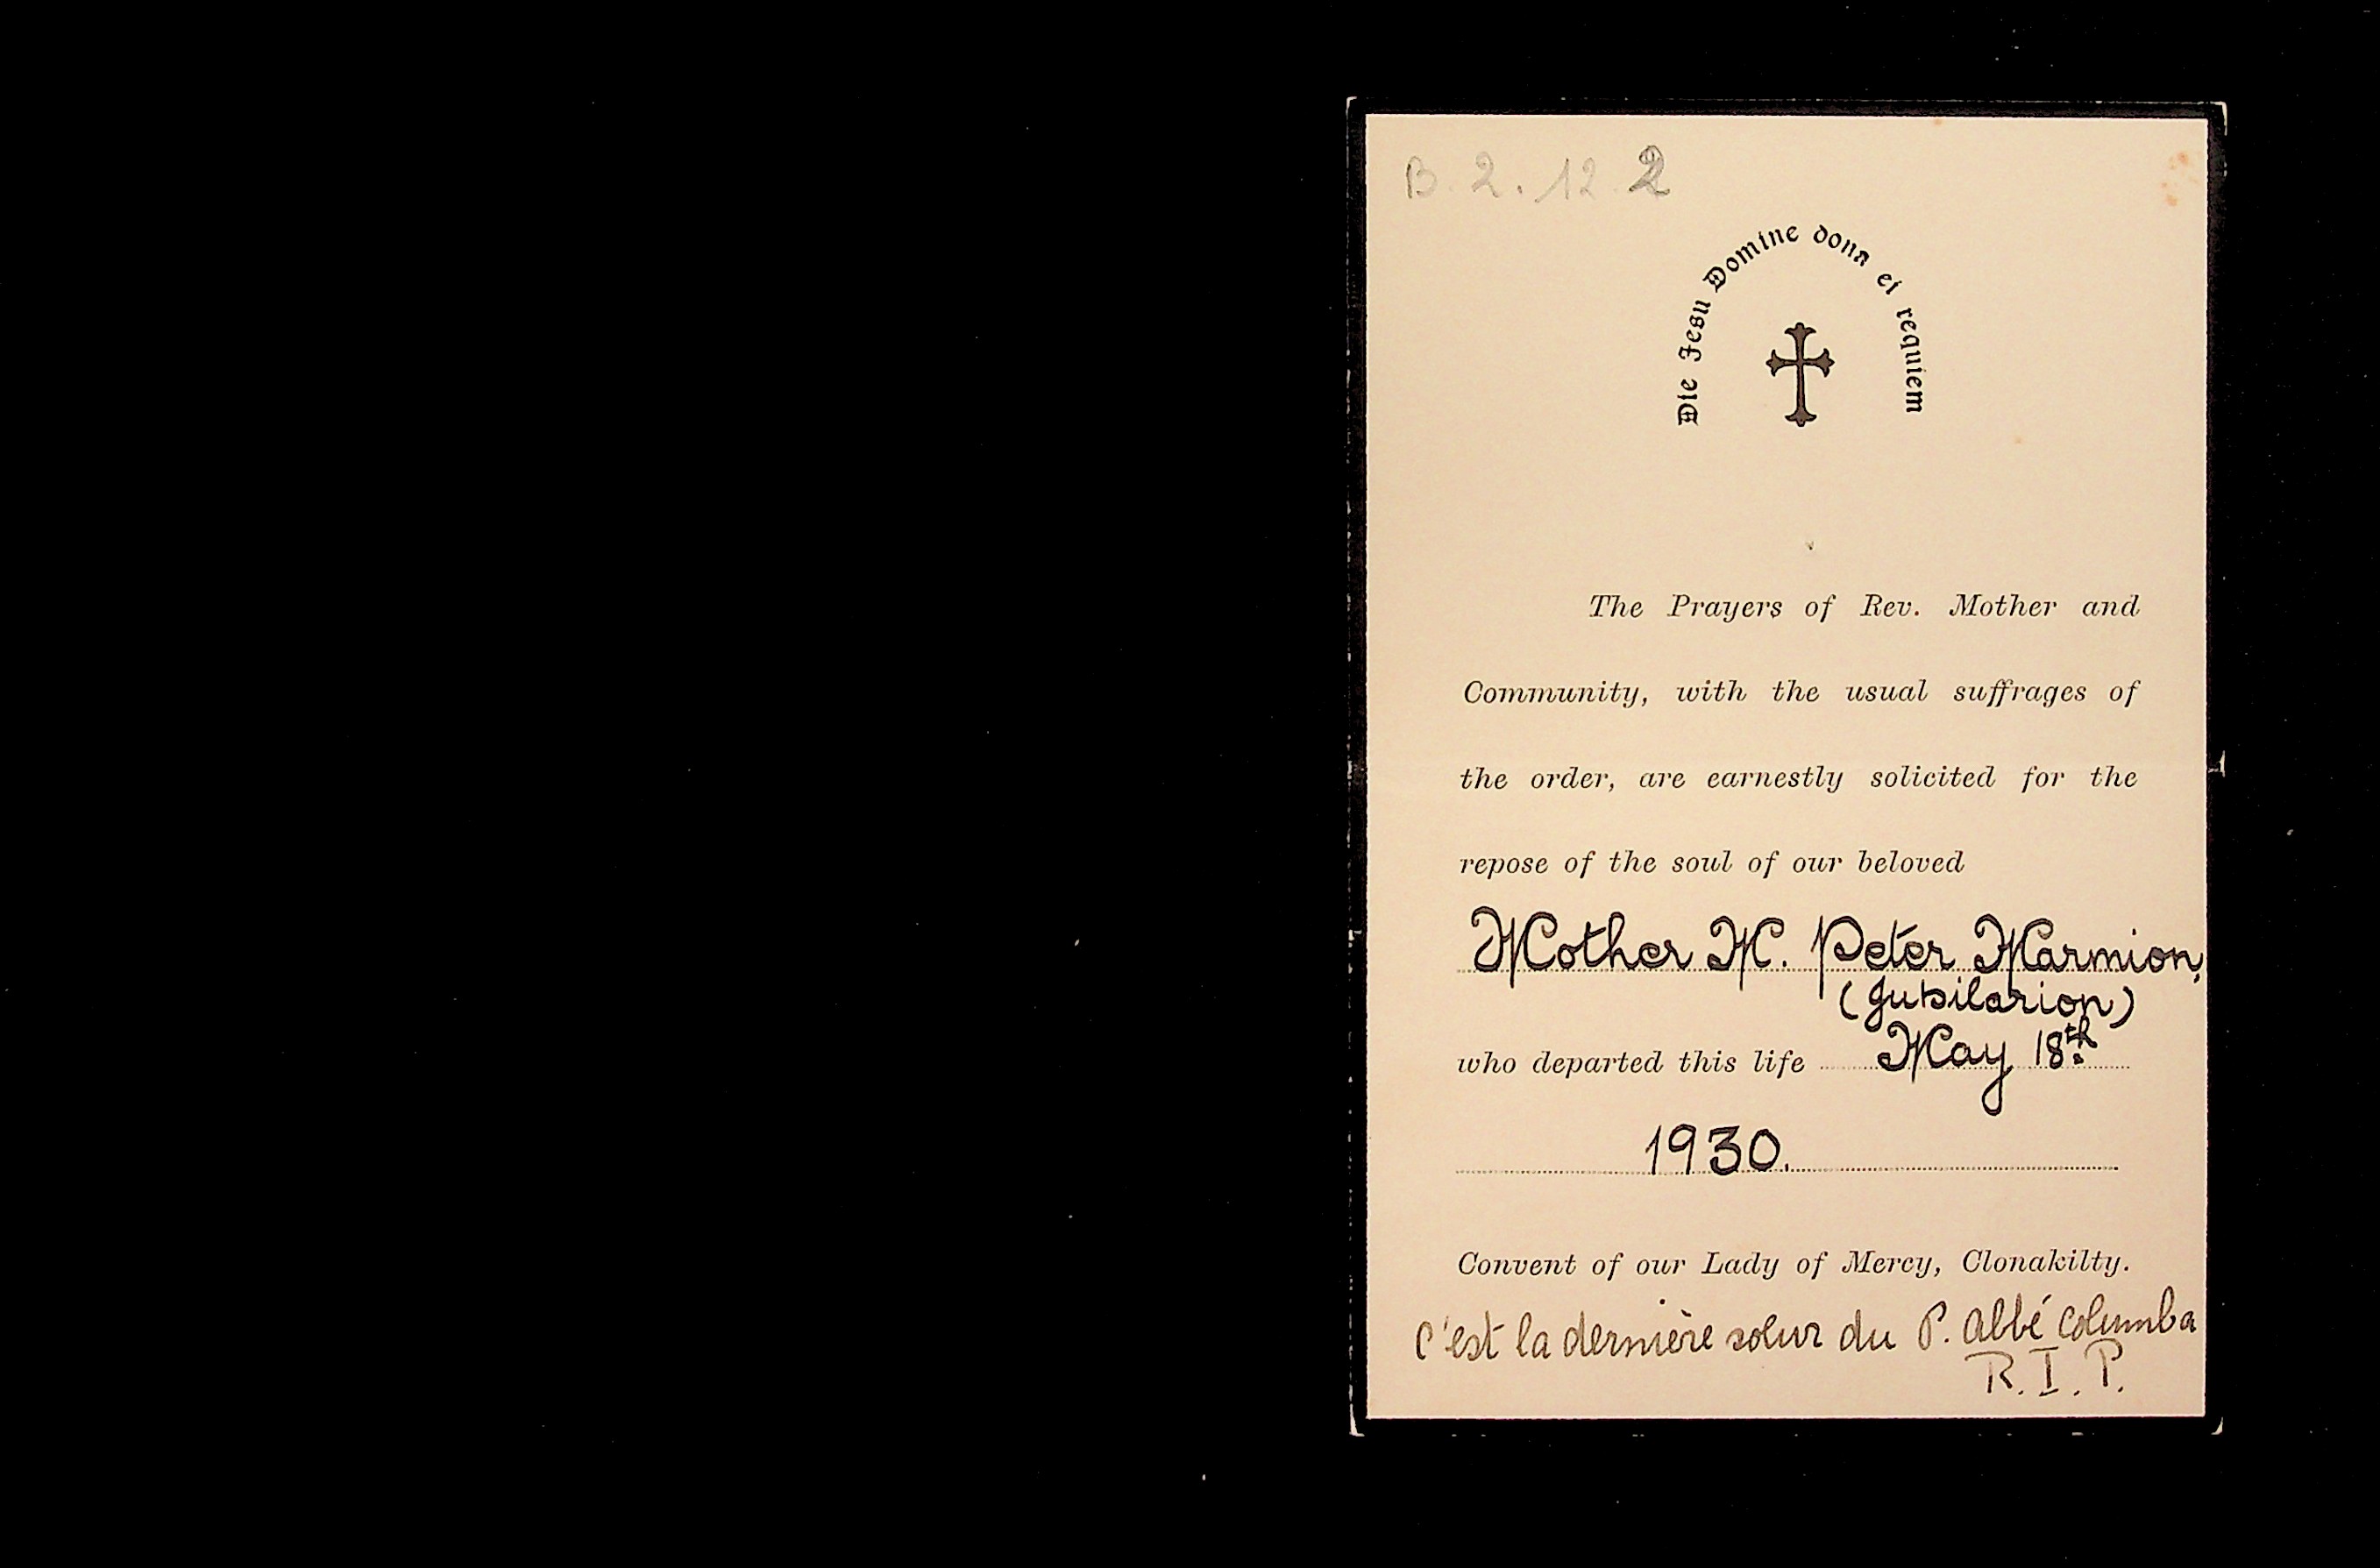 B. 2. 12 2
Die Jesu Domine dona ei requiem
The Prayers of Rev. Mother and
Community, with the usual suffrages of
the order, are earnestly solicited for the
repose of the soul of our beloved
Mother M. Peter Marmion,
(Jubilarion)
who departed this life May 18th
1930.
Convent of our Lady of Mercy, Clonakilty.
C'est la dernière soeur du P. Abbé Columba
R.I.P.